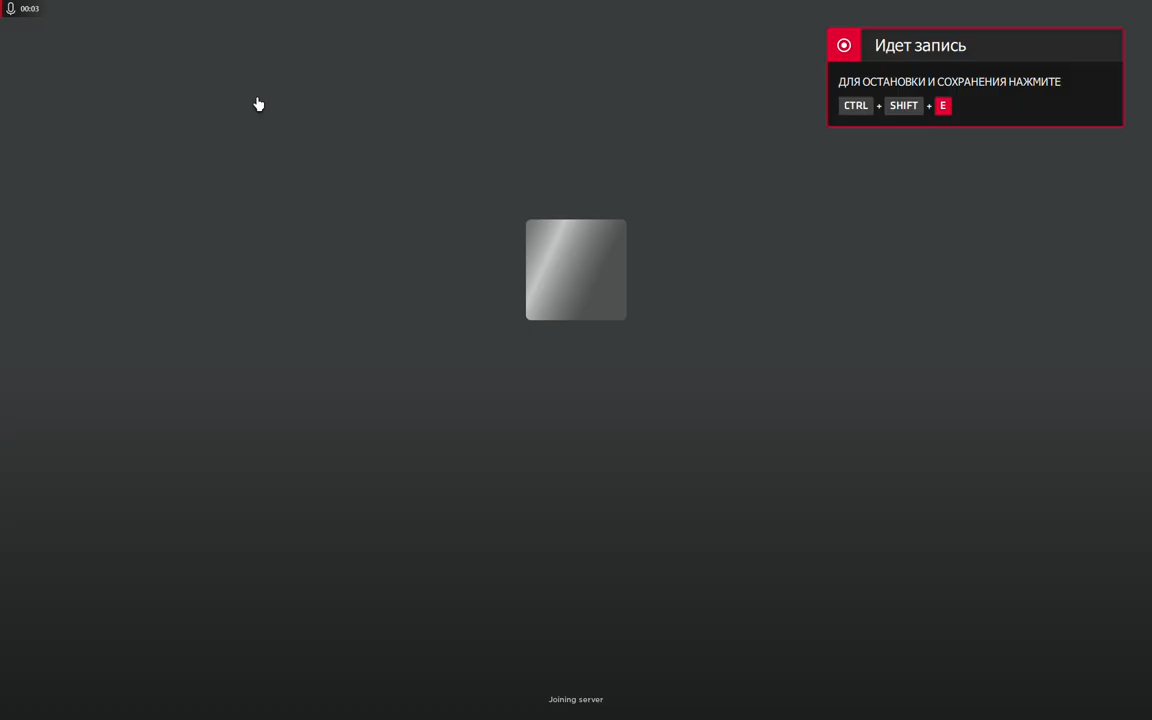 00:03
Идет запись
ДЛЯ ОСТАНОВКИ И СОХРАНЕНИЯ НАЖМИТЕ
CTRL + SHIFT + E
Joining server